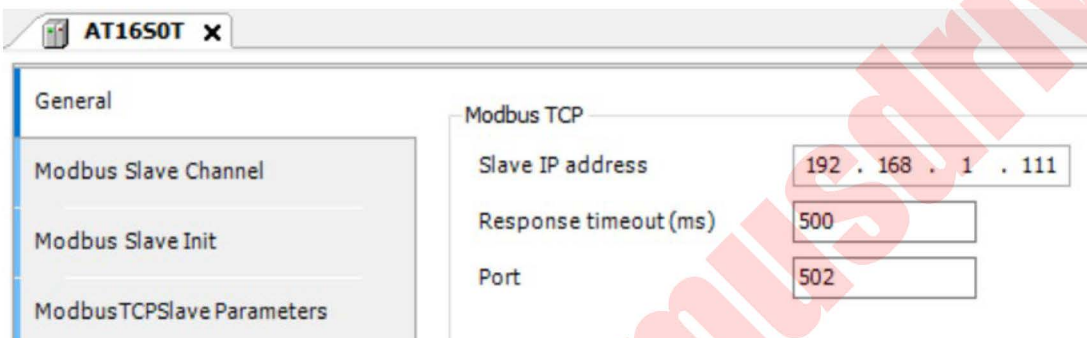 AT16S0T
General
Modbus TCP
Modbus Slave Channel
Slave IP address 192 . 168 . 1 . 111
Response timeout (ms) 500
Modbus Slave Init
Port 502
ModbusTCPSlave Parameters